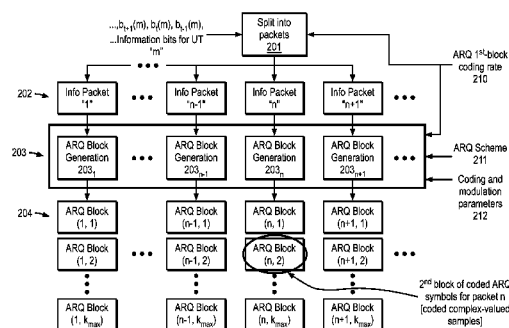 ...,b_{t+1}(m), b_t(m), b_{t-1}(m),
...Information bits for UT
"m"
Split into
packets
201
ARQ 1st-block
coding rate
210
202
Info Packet
"1"
Info Packet
"n-1"
Info Packet
"n"
Info Packet
"n+1"
203
ARQ Block
Generation
203_1
ARQ Block
Generation
203_{n-1}
ARQ Block
Generation
203_n
ARQ Block
Generation
203_{n+1}
ARQ Scheme
211
Coding and
modulation
parameters
212
204
ARQ Block
(1, 1)
ARQ Block
(n-1, 1)
ARQ Block
(n, 1)
ARQ Block
(n+1, 1)
ARQ Block
(1, 2)
ARQ Block
(n-1, 2)
ARQ Block
(n, 2)
ARQ Block
(n+1, 2)
2nd block of coded ARQ
symbols for packet n
[coded complex-valued
samples]
ARQ Block
(1, k_max)
ARQ Block
(n-1, k_max)
ARQ Block
(n, k_max)
ARQ Block
(n+1, k_max)